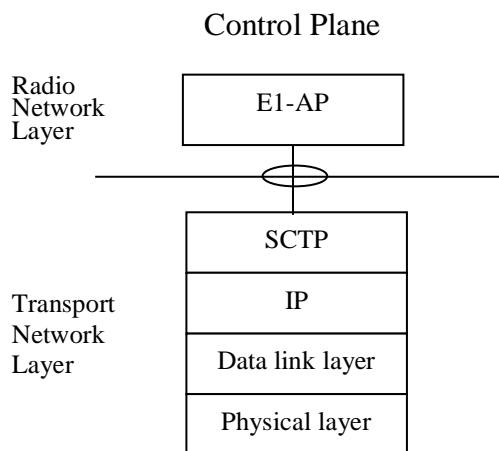 Control Plane
Radio
Network
Layer
E1-AP
SCTP
IP
Transport
Network
Layer
Data link layer
Physical layer